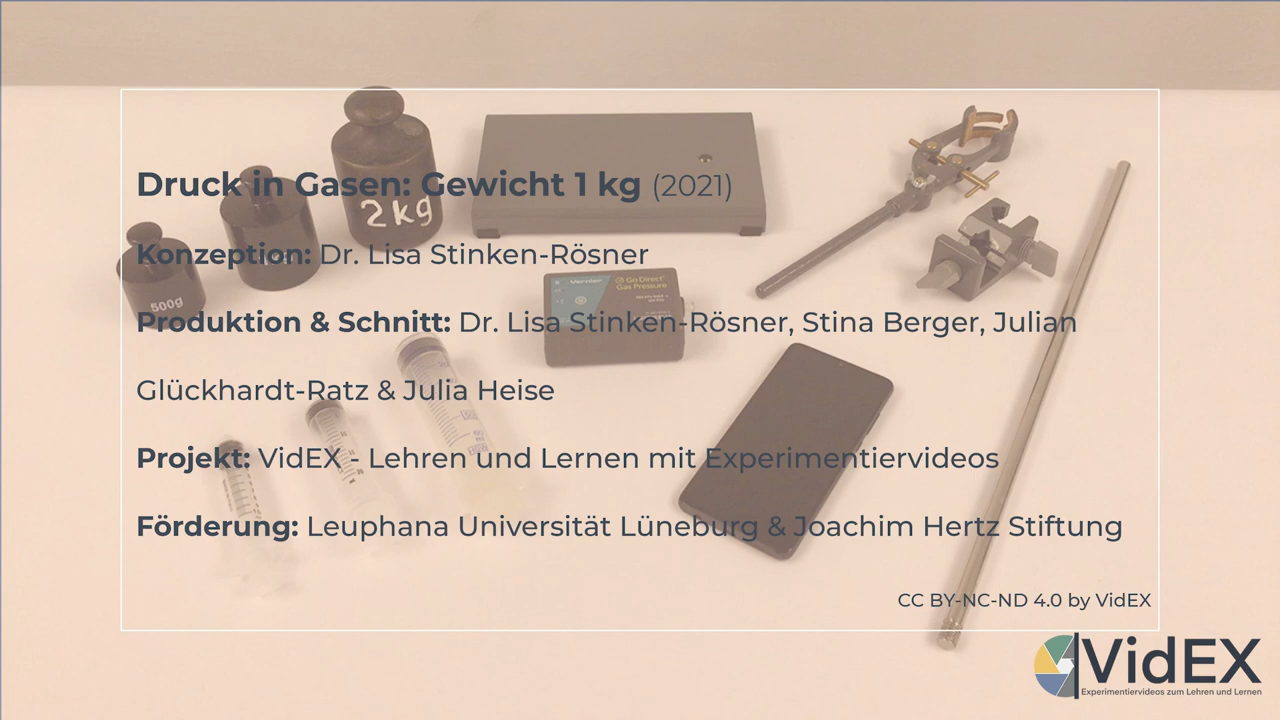 Druck in Gasen: Gewicht 1 kg (2021)
2kg
Konzeption: Dr. Lisa Stinken-Rösner
500g
Vernier
Go Direct
Gas Pressure
Produktion & Schnitt: Dr. Lisa Stinken-Rösner, Stina Berger, Julian
Glückhardt-Ratz & Julia Heise
Projekt: VidEX - Lehren und Lernen mit Experimentiervideos
Förderung: Leuphana Universität Lüneburg & Joachim Hertz Stiftung
CC BY-NC-ND 4.0 by VidEX
VidEX
Experimentiervideos zum Lehren und Lernen